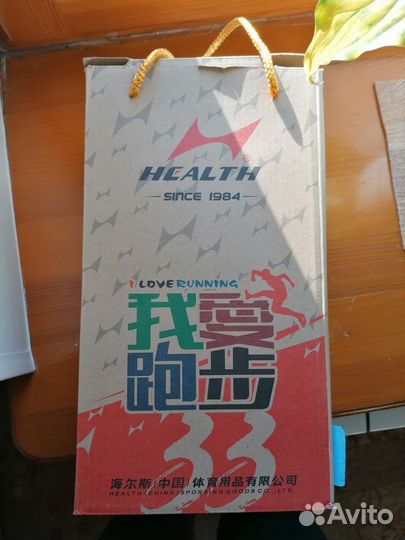 HEALTH®
SINCE 1984
I LOVE RUNNING
我愛
跑步
33
海尔斯(中国)体育用品有限公司
HEALTH(CHINA)SPORTING GOODS CO.,LTD.
Avito